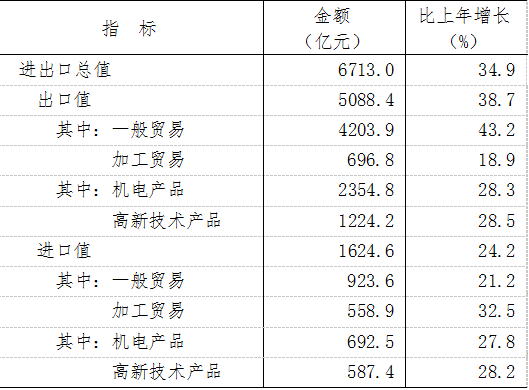 指 标 金额（亿元） 比上年增长（%）
进出口总值 6713.0 34.9
出口值 5088.4 38.7
其中：一般贸易 4203.9 43.2
加工贸易 696.8 18.9
其中：机电产品 2354.8 28.3
高新技术产品 1224.2 28.5
进口值 1624.6 24.2
其中：一般贸易 923.6 21.2
加工贸易 558.9 32.5
其中：机电产品 692.5 27.8
高新技术产品 587.4 28.2